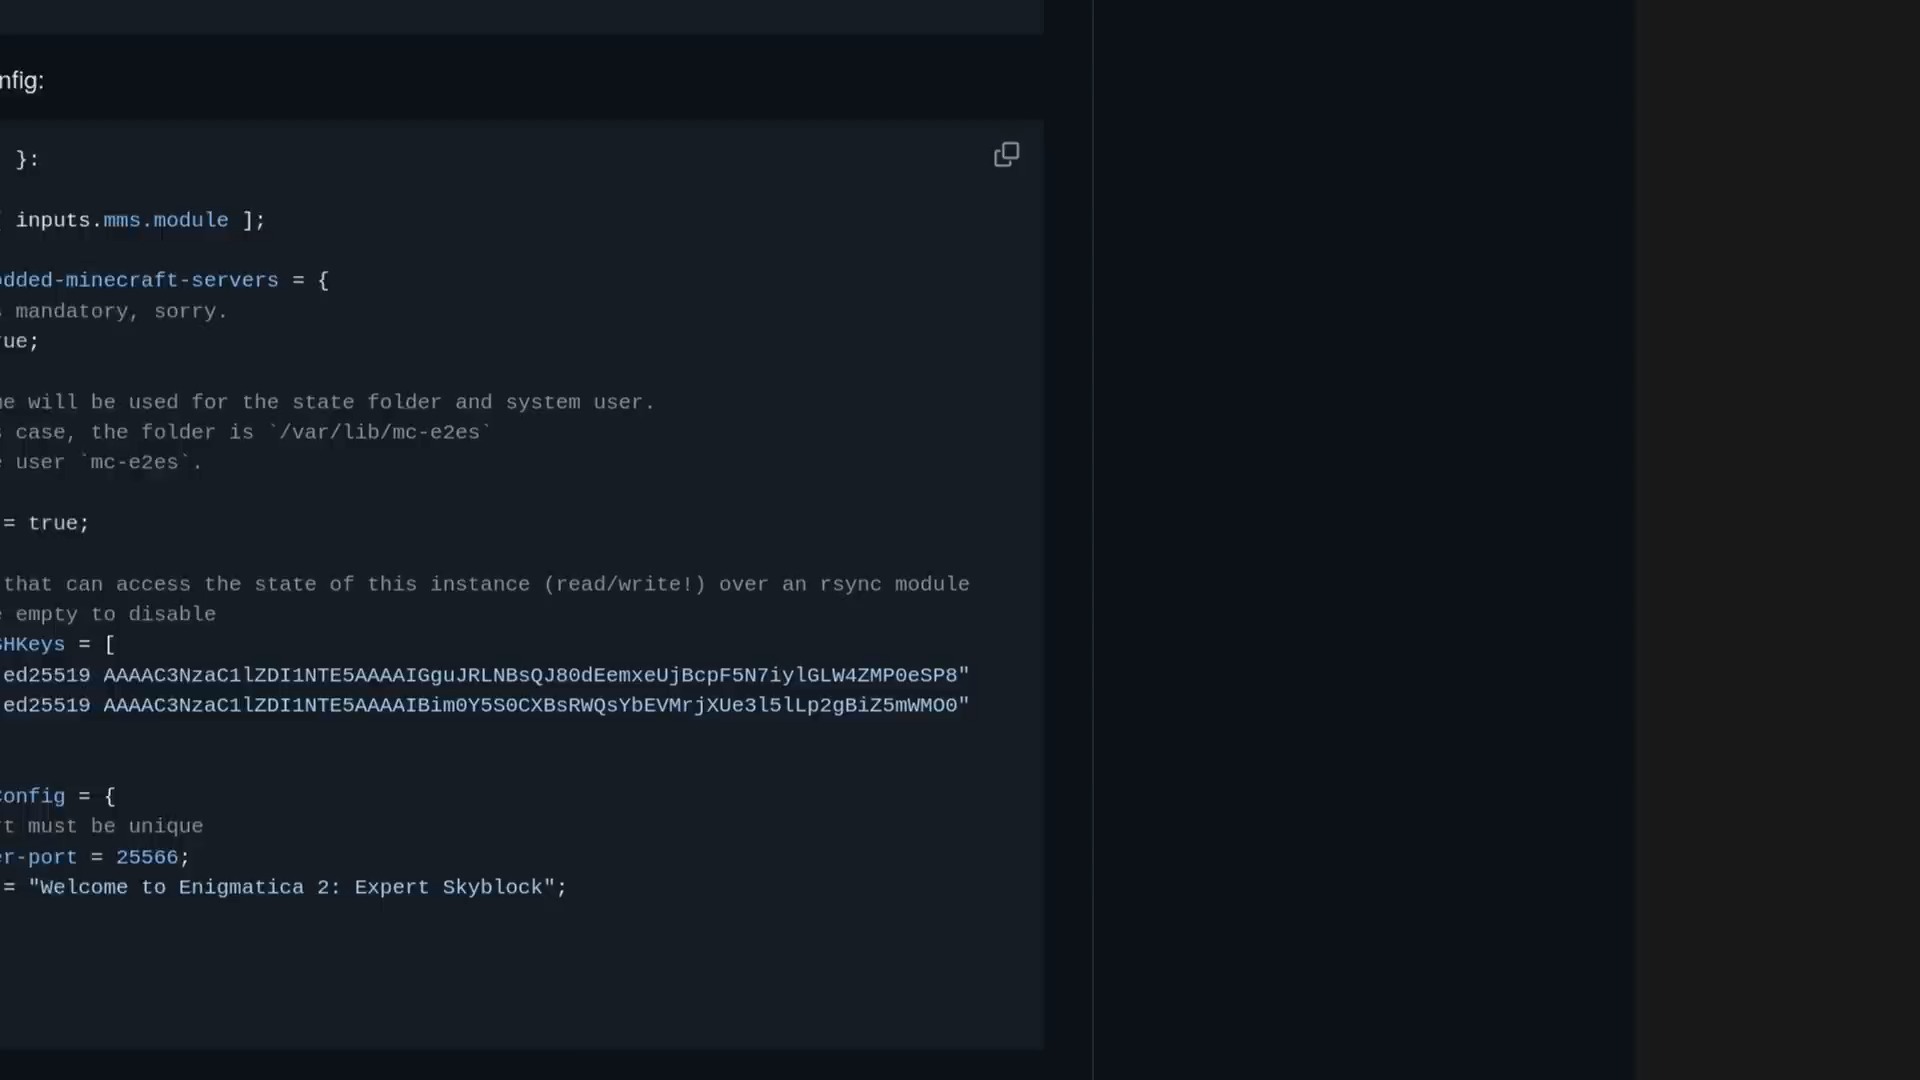 nfig:
}:
inputs.mms.module ];
dded-minecraft-servers = {
mandatory, sorry.
ue;
e will be used for the state folder and system user.
case, the folder is `/var/lib/mc-e2es`
user `mc-e2es`.
= true;
that can access the state of this instance (read/write!) over an rsync module
empty to disable
HKeys = [
ed25519 AAAAC3NzaC1lZDI1NTE5AAAAIGguJRLNBsQJ80dEemxeUjBcpF5N7iylGLW4ZMP0eSP8"
ed25519 AAAAC3NzaC1lZDI1NTE5AAAAIBim0Y5S0CXBsRWQsYbEVMrjXUe3l5lLp2gBiZ5mWMO0"
Config = {
t must be unique
er-port = 25566;
= "Welcome to Enigmatica 2: Expert Skyblock";